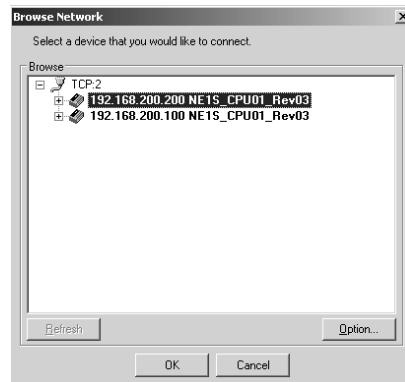 Browse Network
Select a device that you would like to connect.
Browse
TCP:2
192.168.200.200 NE1S_CPU01_Rev03
192.168.200.100 NE1S_CPU01_Rev03
Refresh
Option...
OK
Cancel